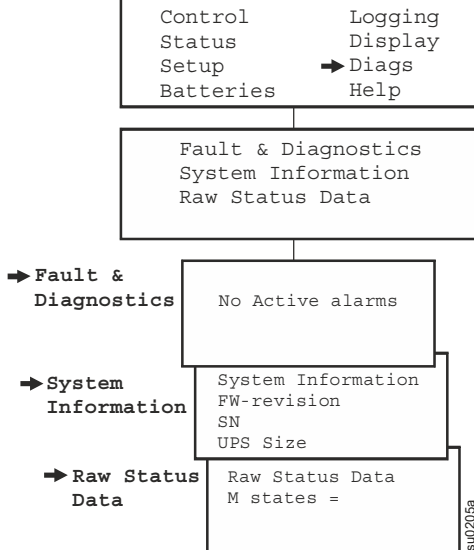 Control Logging
Status Display
Setup Diags
Batteries Help
Fault & Diagnostics
System Information
Raw Status Data
Fault &
Diagnostics
No Active alarms
System
Information
System Information
FW-revision
SN
UPS Size
Raw Status
Data
Raw Status Data
M states =
su0205a